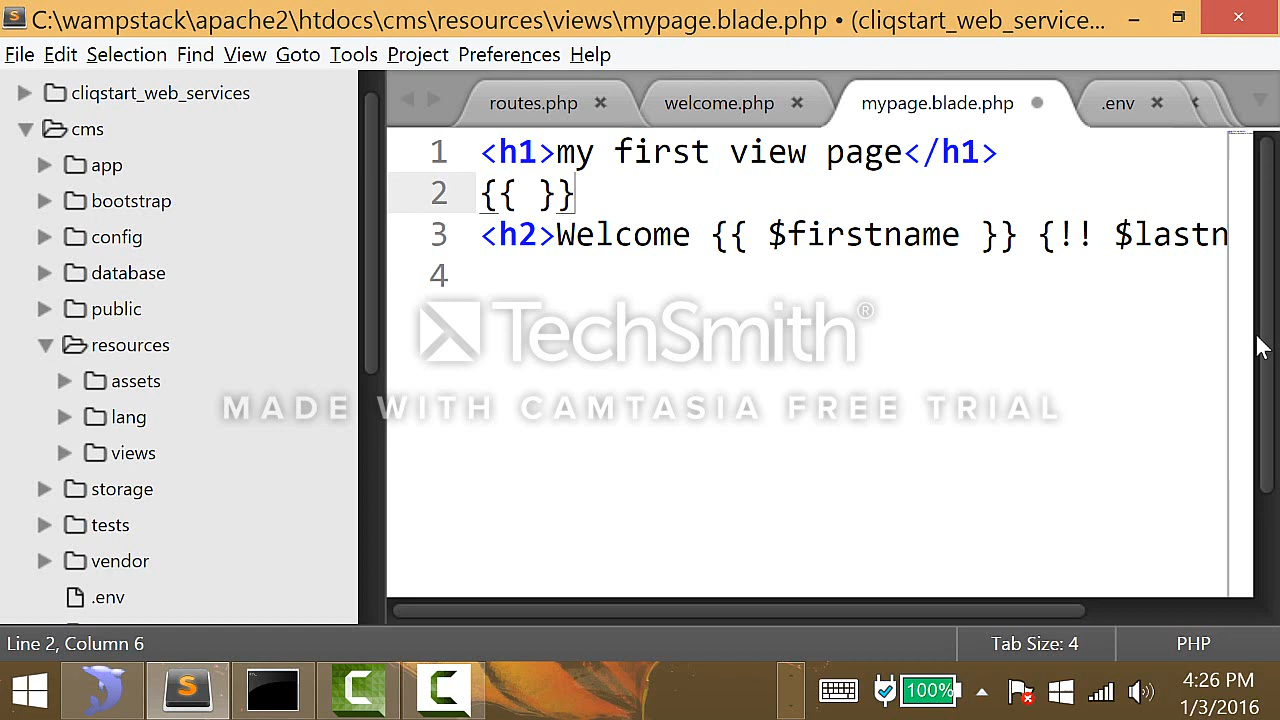 C:\wampstack\apache2\htdocs\cms\resources\views\mypage.blade.php • (cliqstart_web_service...
File Edit Selection Find View Goto Tools Project Preferences Help
cliqstart_web_services
cms
app
bootstrap
config
database
public
resources
assets
lang
views
storage
tests
vendor
.env
routes.php
welcome.php
mypage.blade.php
.env
1 <h1>my first view page</h1>
2 {{ }}
3 <h2>Welcome {{ $firstname }} {!! $lastn
4
TechSmith®
MADE WITH CAMTASIA FREE TRIAL
Line 2, Column 6
Tab Size: 4
PHP
100%
4:26 PM
1/3/2016